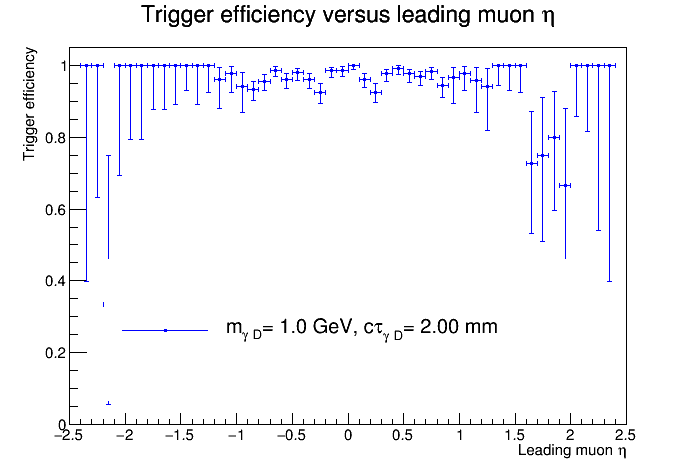 Trigger efficiency versus leading muon η
Trigger efficiency
1
0.8
0.6
0.4
0.2
0
m_γ D= 1.0 GeV, cτ_γ D= 2.00 mm
−2.5 −2 −1.5 −1 −0.5 0 0.5 1 1.5 2 2.5
Leading muon η